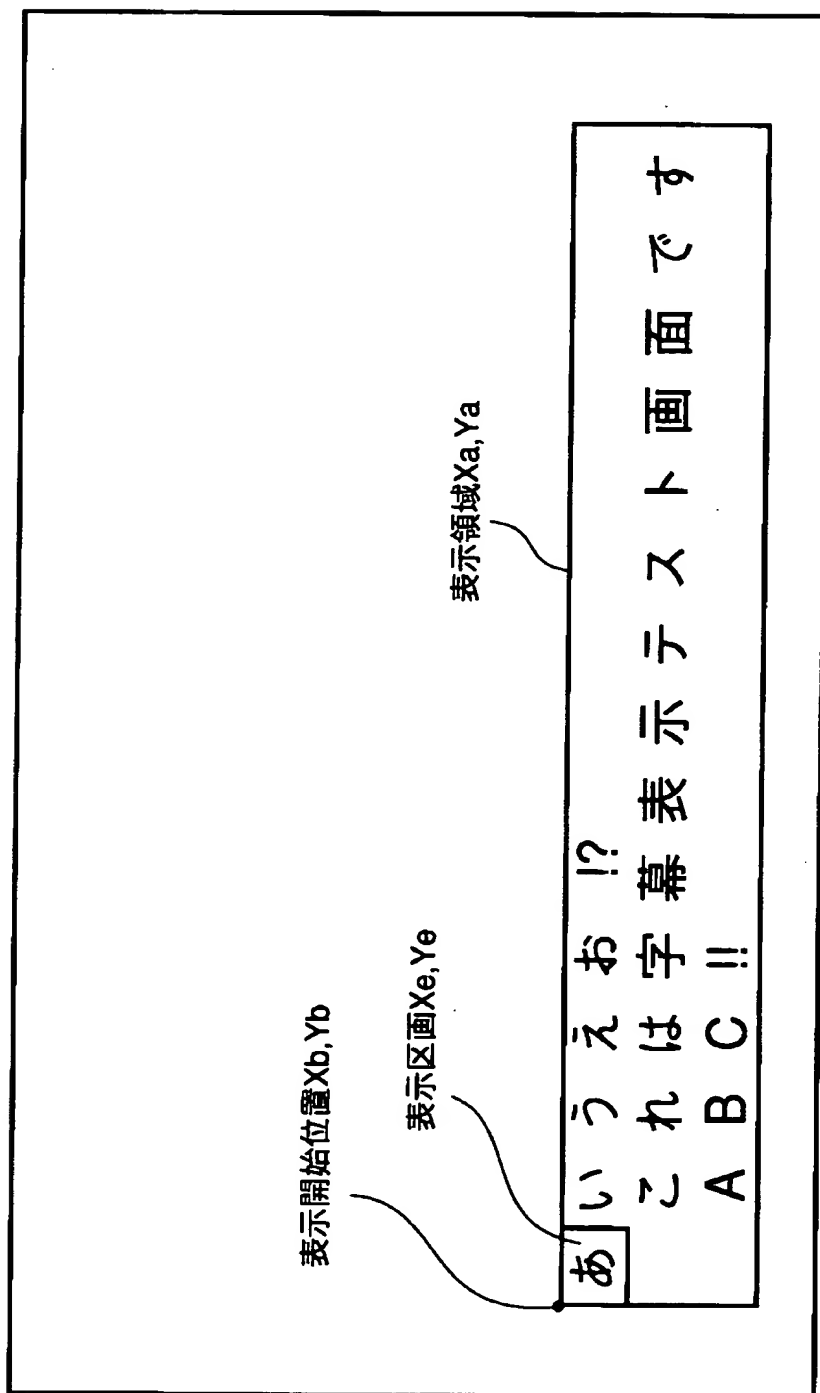 表示開始位置Xb,Yb
表示区画Xe,Ye
表示領域Xa,Ya
あいうえお!?
これは字幕表示テスト画面です
ABC!!